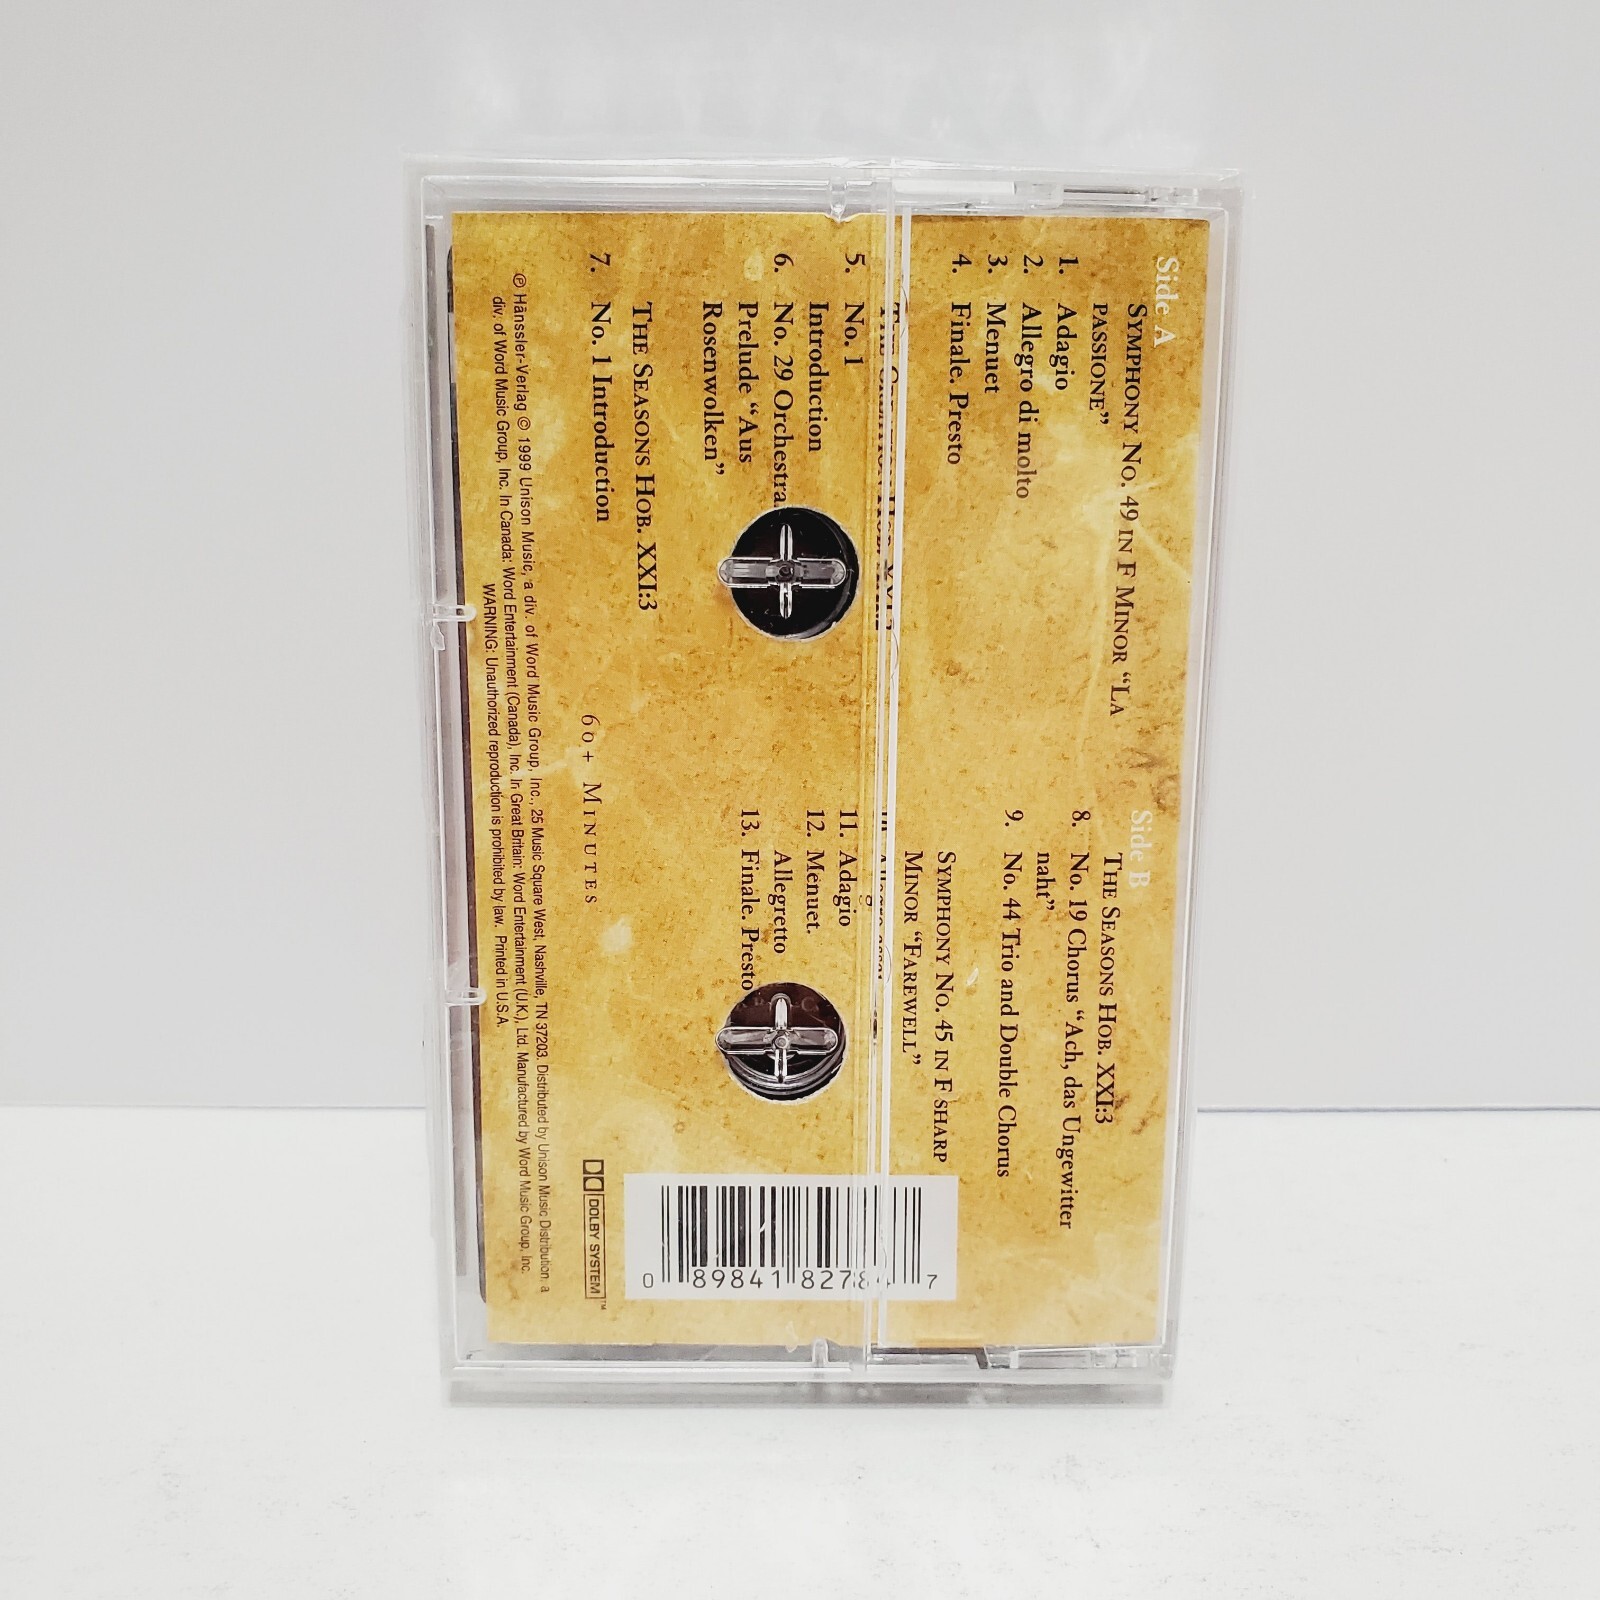 Side A
SYMPHONY NO. 49 IN F MINOR “LA
PASSIONE”
1. Adagio
2. Allegro di molto
3. Menuet
4. Finale. Presto
5. No. 1
Introduction
6. No. 29 Orchestra
Prelude “Aus
Rosenwolken”
THE SEASONS HOB. XXI:3
7. No. 1 Introduction
Side B
THE SEASONS HOB. XXI:3
8. No. 19 Chorus “Ach, das Ungewitter
naht”
9. No. 44 Trio and Double Chorus
SYMPHONY NO. 45 IN F SHARP
MINOR “FAREWELL”
11. Adagio
12. Menuet.
Allegretto
13. Finale. Presto
60+ MINUTES
DOLBY SYSTEM™
0 89841 8278 7
℗ Hänssler-Verlag © 1999 Unison Music, a div. of Word Music Group, Inc., 25 Music Square West, Nashville, TN 37203. Distributed by Unison Music Distribution, a
div. of Word Music Group, Inc. In Canada: Word Entertainment (Canada), Inc. In Great Britain: Word Entertainment (U.K.), Ltd. Manufactured by Word Music Group, Inc.
WARNING: Unauthorized reproduction is prohibited by law. Printed in U.S.A.